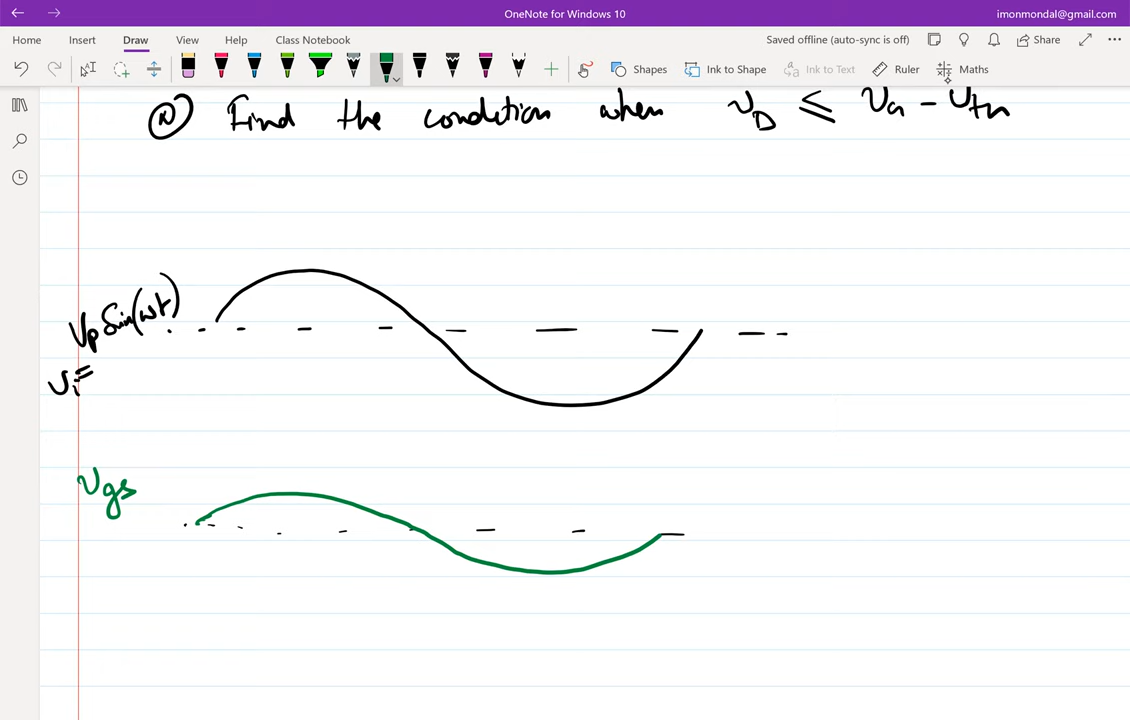 OneNote for Windows 10
imonmondal@gmail.com
Home Insert Draw View Help Class Notebook
Saved offline (auto-sync is off) Share
Shapes Ink to Shape Ink to Text Ruler Maths
Find the condition when v_D ≤ v_G - v_tn
V_p Sin(ωt)
v_i =
v_gs